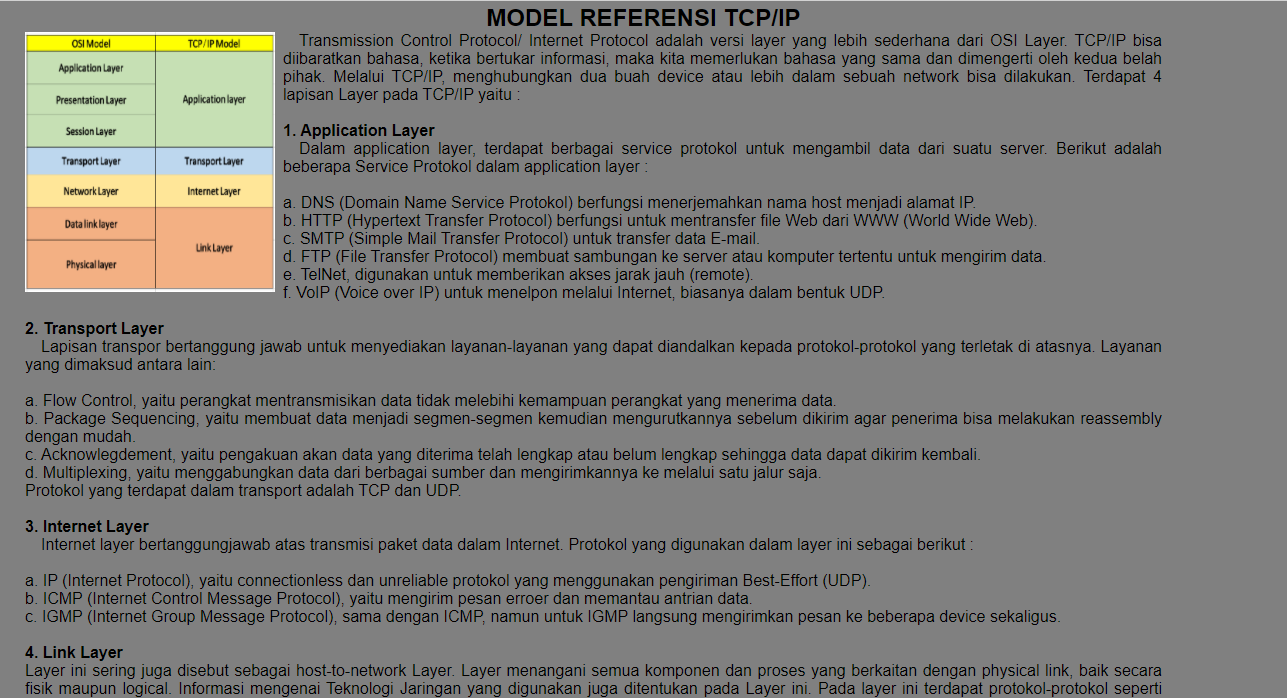 MODEL REFERENSI TCP/IP
OSI Model TCP/IP Model
Application Layer
Presentation Layer Application layer
Session Layer
Transport Layer Transport Layer
Network Layer Internet Layer
Data link layer
Link Layer
Physical layer
Transmission Control Protocol/ Internet Protocol adalah versi layer yang lebih sederhana dari OSI Layer. TCP/IP bisa
diibaratkan bahasa, ketika bertukar informasi, maka kita memerlukan bahasa yang sama dan dimengerti oleh kedua belah
pihak. Melalui TCP/IP, menghubungkan dua buah device atau lebih dalam sebuah network bisa dilakukan. Terdapat 4
lapisan Layer pada TCP/IP yaitu :
1. Application Layer
Dalam application layer, terdapat berbagai service protokol untuk mengambil data dari suatu server. Berikut adalah
beberapa Service Protokol dalam application layer :
a. DNS (Domain Name Service Protokol) berfungsi menerjemahkan nama host menjadi alamat IP.
b. HTTP (Hypertext Transfer Protocol) berfungsi untuk mentransfer file Web dari WWW (World Wide Web).
c. SMTP (Simple Mail Transfer Protocol) untuk transfer data E-mail.
d. FTP (File Transfer Protocol) membuat sambungan ke server atau komputer tertentu untuk mengirim data.
e. TelNet, digunakan untuk memberikan akses jarak jauh (remote).
f. VoIP (Voice over IP) untuk menelpon melalui Internet, biasanya dalam bentuk UDP.
2. Transport Layer
Lapisan transpor bertanggung jawab untuk menyediakan layanan-layanan yang dapat diandalkan kepada protokol-protokol yang terletak di atasnya. Layanan
yang dimaksud antara lain:
a. Flow Control, yaitu perangkat mentransmisikan data tidak melebihi kemampuan perangkat yang menerima data.
b. Package Sequencing, yaitu membuat data menjadi segmen-segmen kemudian mengurutkannya sebelum dikirim agar penerima bisa melakukan reassembly
dengan mudah.
c. Acknowlegdement, yaitu pengakuan akan data yang diterima telah lengkap atau belum lengkap sehingga data dapat dikirim kembali.
d. Multiplexing, yaitu menggabungkan data dari berbagai sumber dan mengirimkannya ke melalui satu jalur saja.
Protokol yang terdapat dalam transport adalah TCP dan UDP.
3. Internet Layer
Internet layer bertanggungjawab atas transmisi paket data dalam Internet. Protokol yang digunakan dalam layer ini sebagai berikut :
a. IP (Internet Protocol), yaitu connectionless dan unreliable protokol yang menggunakan pengiriman Best-Effort (UDP).
b. ICMP (Internet Control Message Protocol), yaitu mengirim pesan erroer dan memantau antrian data.
c. IGMP (Internet Group Message Protocol), sama dengan ICMP, namun untuk IGMP langsung mengirimkan pesan ke beberapa device sekaligus.
4. Link Layer
Layer ini sering juga disebut sebagai host-to-network Layer. Layer menangani semua komponen dan proses yang berkaitan dengan physical link, baik secara
fisik maupun logical. Informasi mengenai Teknologi Jaringan yang digunakan juga ditentukan pada Layer ini. Pada layer ini terdapat protokol-protokol seperti